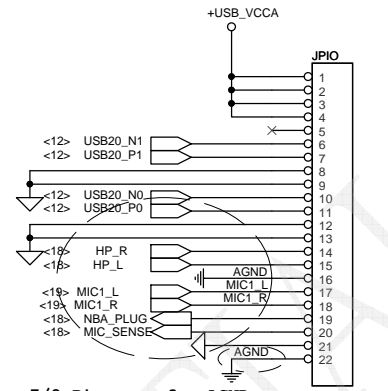 +USB_VCCA
JPIO
1
2
3
4
5
<12> USB20_N1 6
<12> USB20_P1 7
8
9
<12> USB20_N0 10
<12> USB20_P0 11
12
13
<18> HP_R 14
<18> HP_L 15
AGND 16
<19> MIC1_L MIC1_L 17
<19> MIC1_R MIC1_R 18
<18> NBA_PLUG 19
<18> MIC_SENSE 20
21
AGND 22